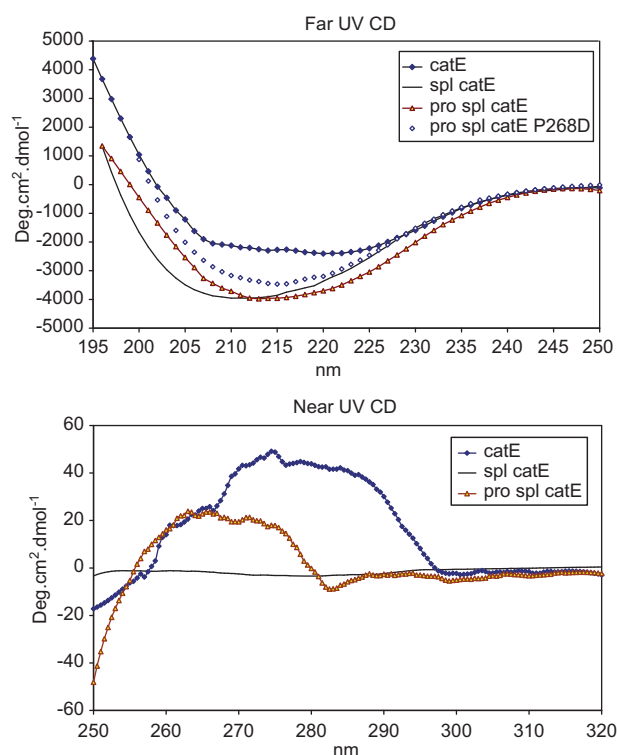 Far UV CD
5000
4000
3000
2000
1000
0
-1000
-2000
-3000
-4000
-5000
Deg.cm².dmol⁻¹
catE
spl catE
pro spl catE
pro spl catE P268D
195 200 205 210 215 220 225 230 235 240 245 250
nm
Near UV CD
60
40
20
0
-20
-40
-60
Deg.cm².dmol⁻¹
catE
spl catE
pro spl catE
250 260 270 280 290 300 310 320
nm